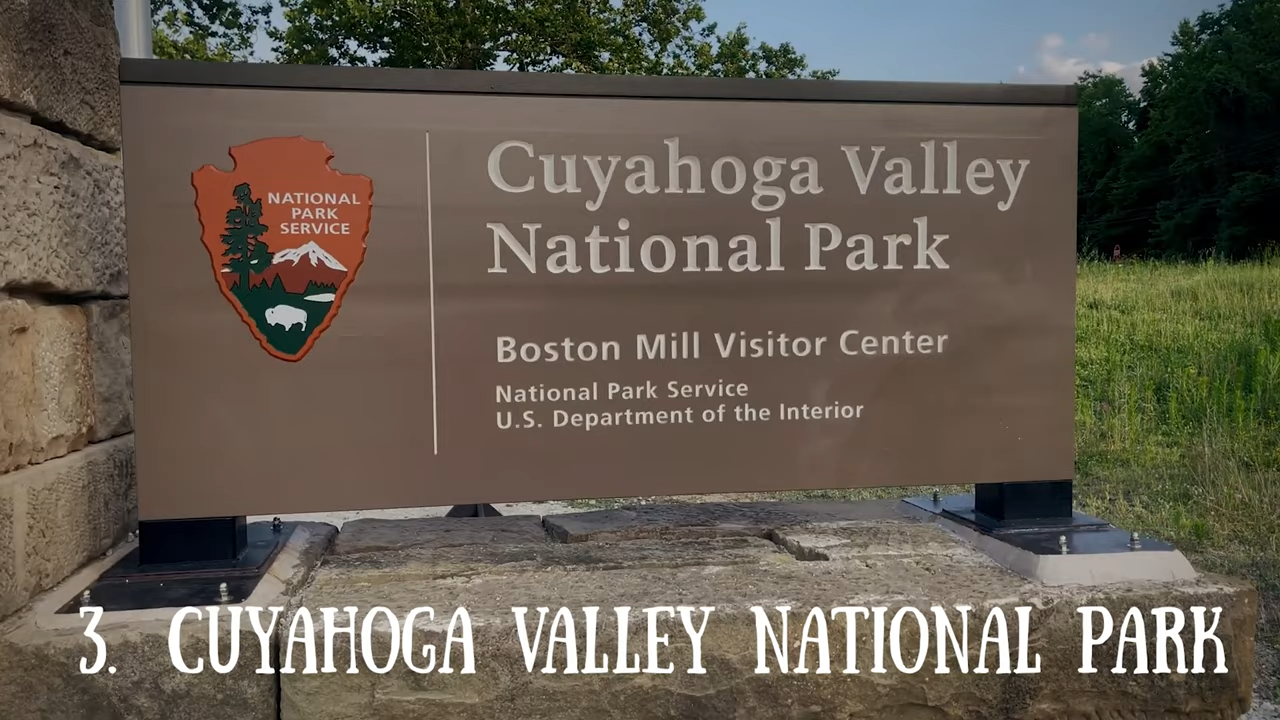 NATIONAL
PARK
SERVICE
Cuyahoga Valley
National Park
Boston Mill Visitor Center
National Park Service
U.S. Department of the Interior
3. CUYAHOGA VALLEY NATIONAL PARK